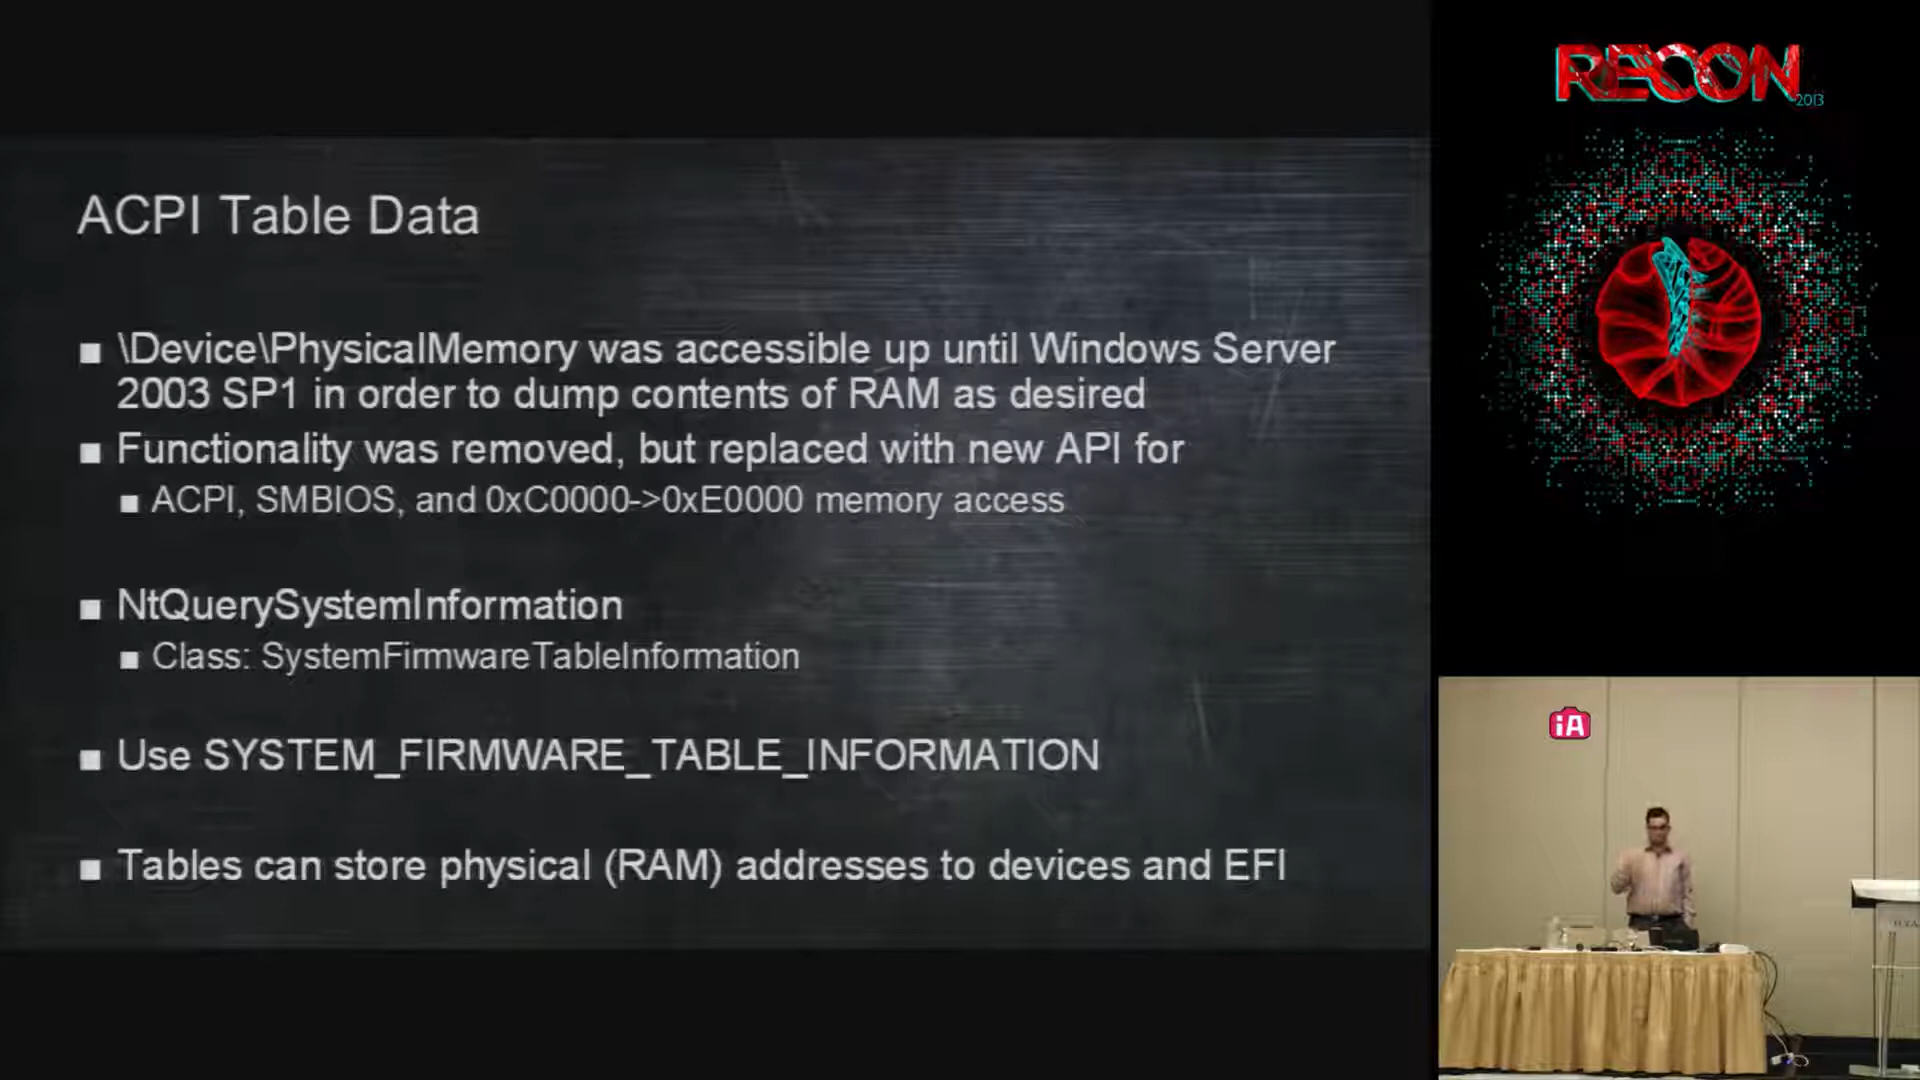 RECON
2013
ACPI Table Data
\Device\PhysicalMemory was accessible up until Windows Server
2003 SP1 in order to dump contents of RAM as desired
Functionality was removed, but replaced with new API for
ACPI, SMBIOS, and 0xC0000->0xE0000 memory access
NtQuerySystemInformation
Class: SystemFirmwareTableInformation
Use SYSTEM_FIRMWARE_TABLE_INFORMATION
Tables can store physical (RAM) addresses to devices and EFI
iA